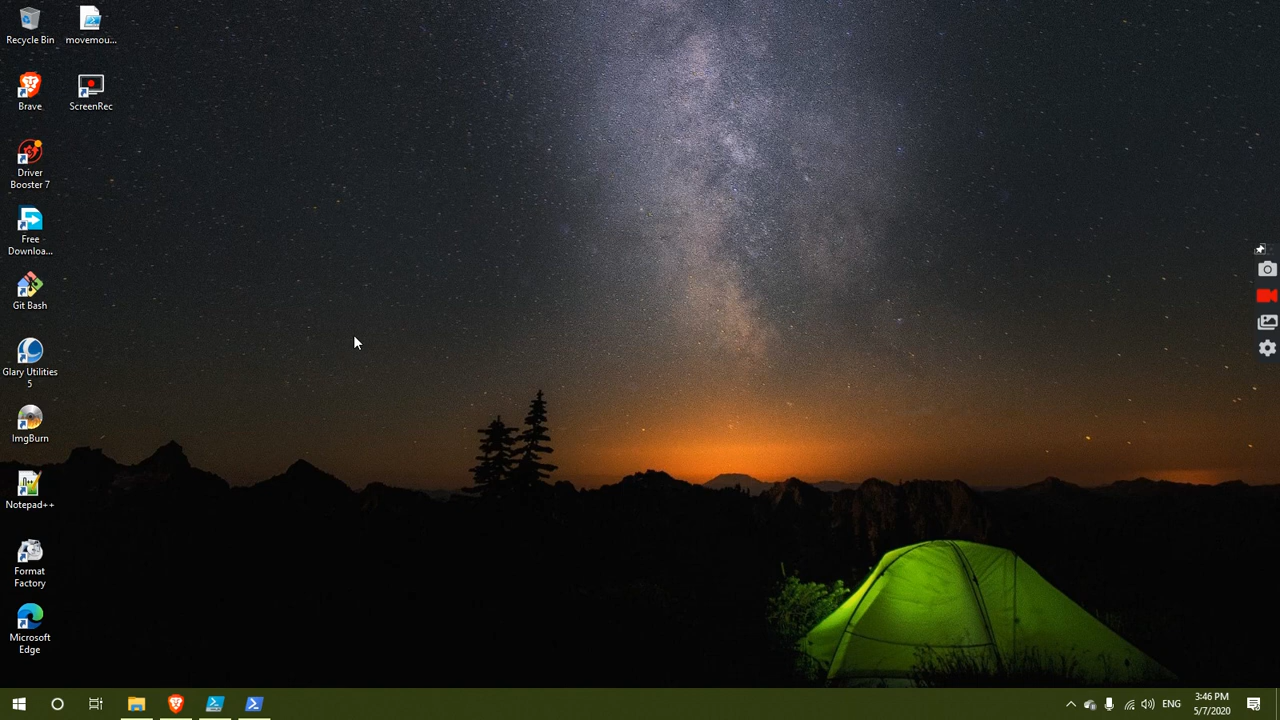 Recycle Bin
movemou...
Brave
ScreenRec
Driver
Booster 7
Free
Downloa...
Git Bash
Glary Utilities
5
ImgBurn
Notepad++
Format
Factory
Microsoft
Edge
ENG
3:46 PM
5/7/2020